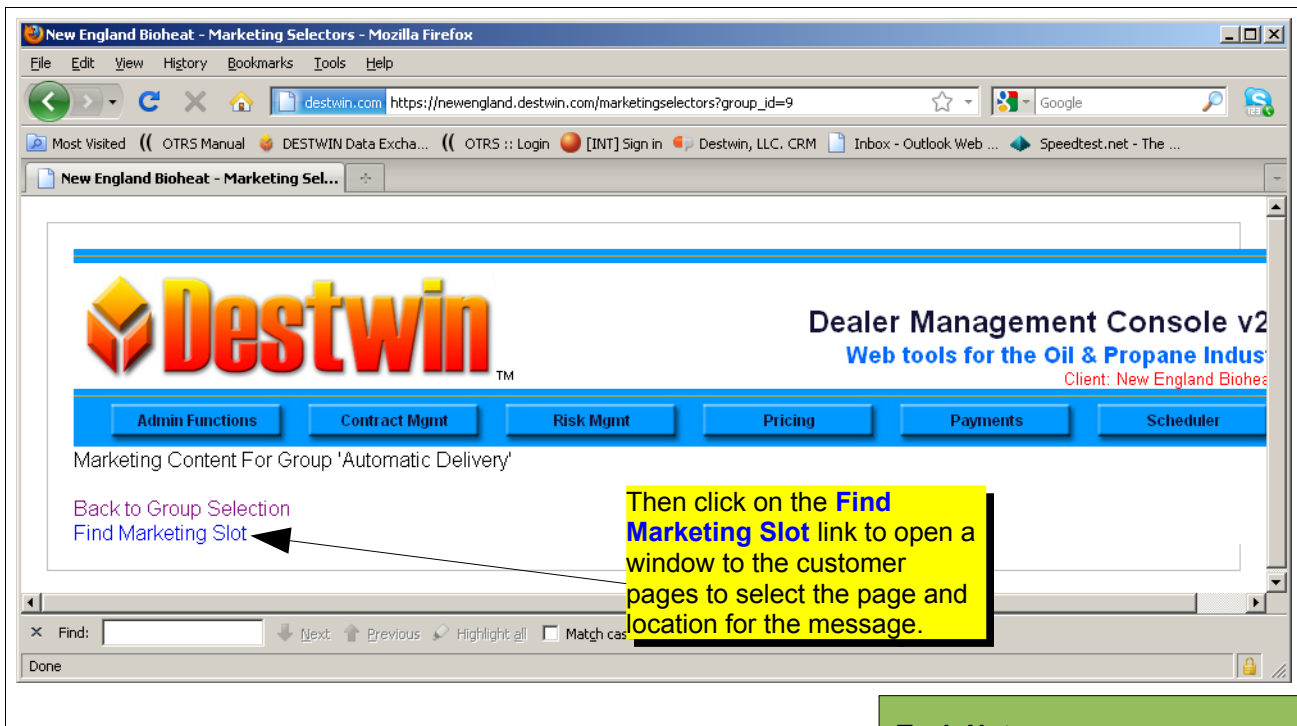 New England Bioheat - Marketing Selectors - Mozilla Firefox
File Edit View History Bookmarks Tools Help
destwin.com https://newengland.destwin.com/marketingselectors?group_id=9 Google
Most Visited OTRS Manual DESTWIN Data Excha... OTRS :: Login [INT] Sign in Destwin, LLC. CRM Inbox - Outlook Web ... Speedtest.net - The ...
New England Bioheat - Marketing Sel...
Destwin TM
Dealer Management Console v2
Web tools for the Oil & Propane Indus
Client: New England Biohea
Admin Functions Contract Mgmt Risk Mgmt Pricing Payments Scheduler
Marketing Content For Group 'Automatic Delivery'
Back to Group Selection
Find Marketing Slot
Then click on the Find
Marketing Slot link to open a
window to the customer
pages to select the page and
location for the message.
Find: Next Previous Highlight all Match cas
Done